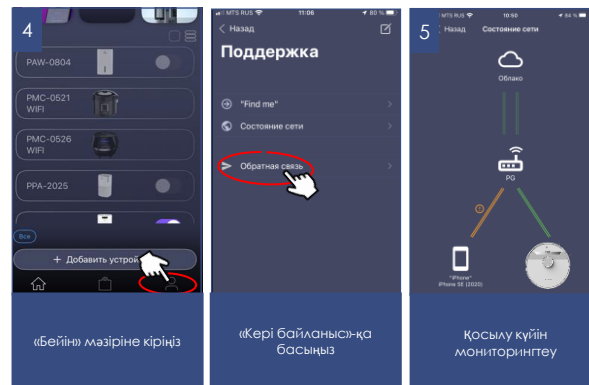 4
PAW-0804
PMC-0521
WIFI
PMC-0526
WIFI
PPA-2025
Все
+ Добавить устрой
«Бейін» мәзіріне кіріңіз
MTS RUS 11:06 80 %
Назад
Поддержка
"Find me"
Состояние сети
Обратная связь
«Кері байланыс»-қа
басыңыз
5
MTS RUS 10:50 84 %
Назад Состояние сети
Облако
PG
"iPhone"
iPhone SE (2020)
Қосылу күйін
мониторингтеу